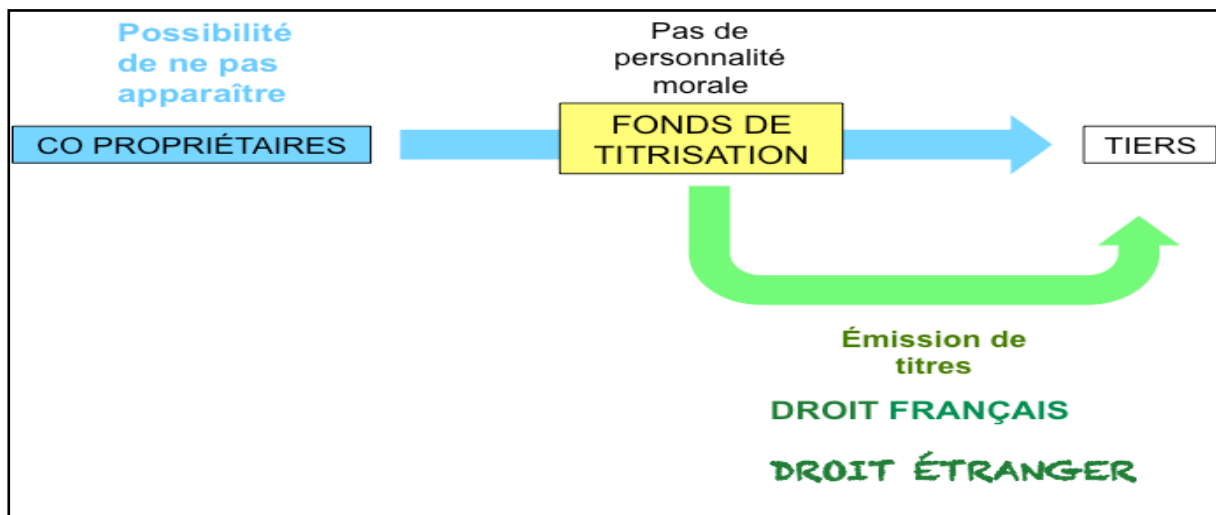 Possibilité
de ne pas
apparaître
CO PROPRIÉTAIRES
Pas de
personnalité
morale
FONDS DE
TITRISATION
TIERS
Émission de
titres
DROIT FRANÇAIS
DROIT ÉTRANGER